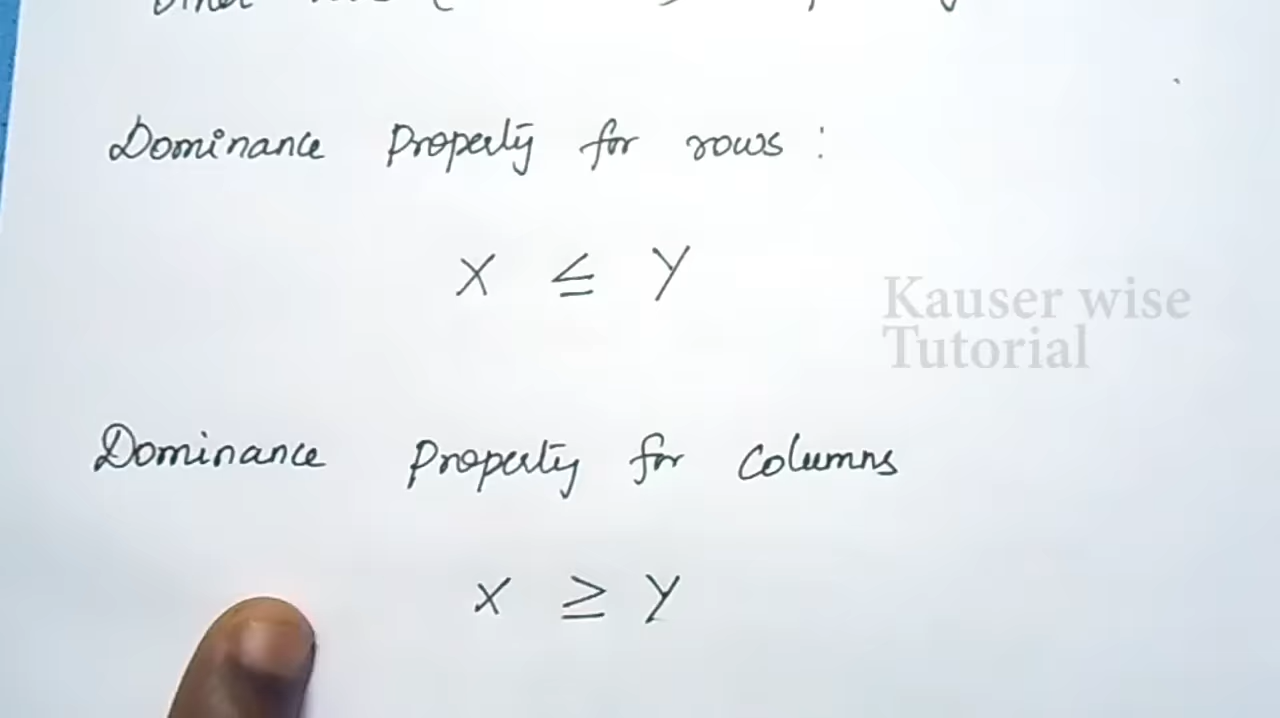 Dominance Property for rows :
X ≤ Y
Kauser wise
Tutorial
Dominance Property for Columns
X ≥ Y